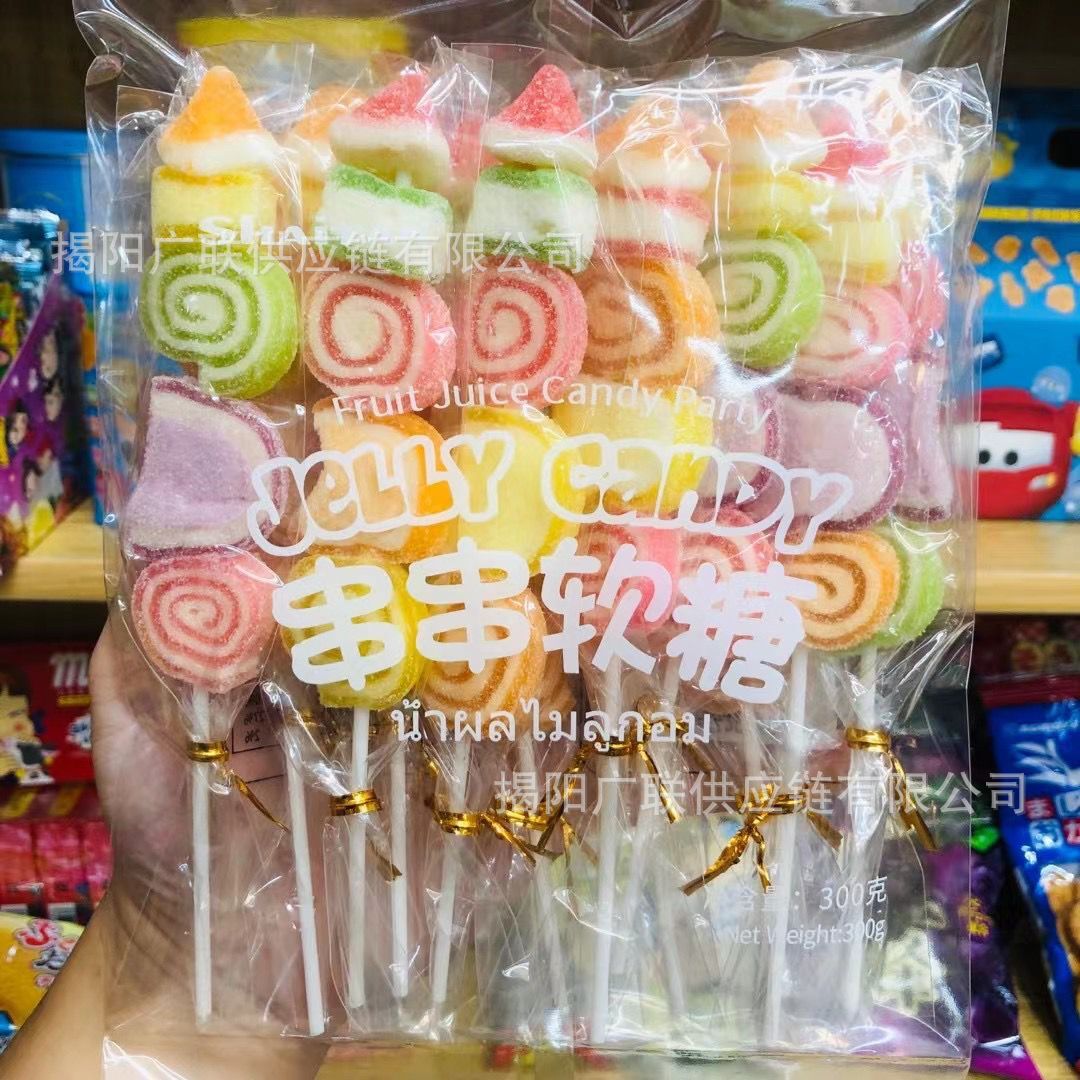 揭阳广联供应链有限公司
Fruit Juice Candy Party
JELLY CANDY
串串软糖
น้ำผลไมลูกอม
揭阳广联供应链有限公司
含量：300克
Net Weight:300g